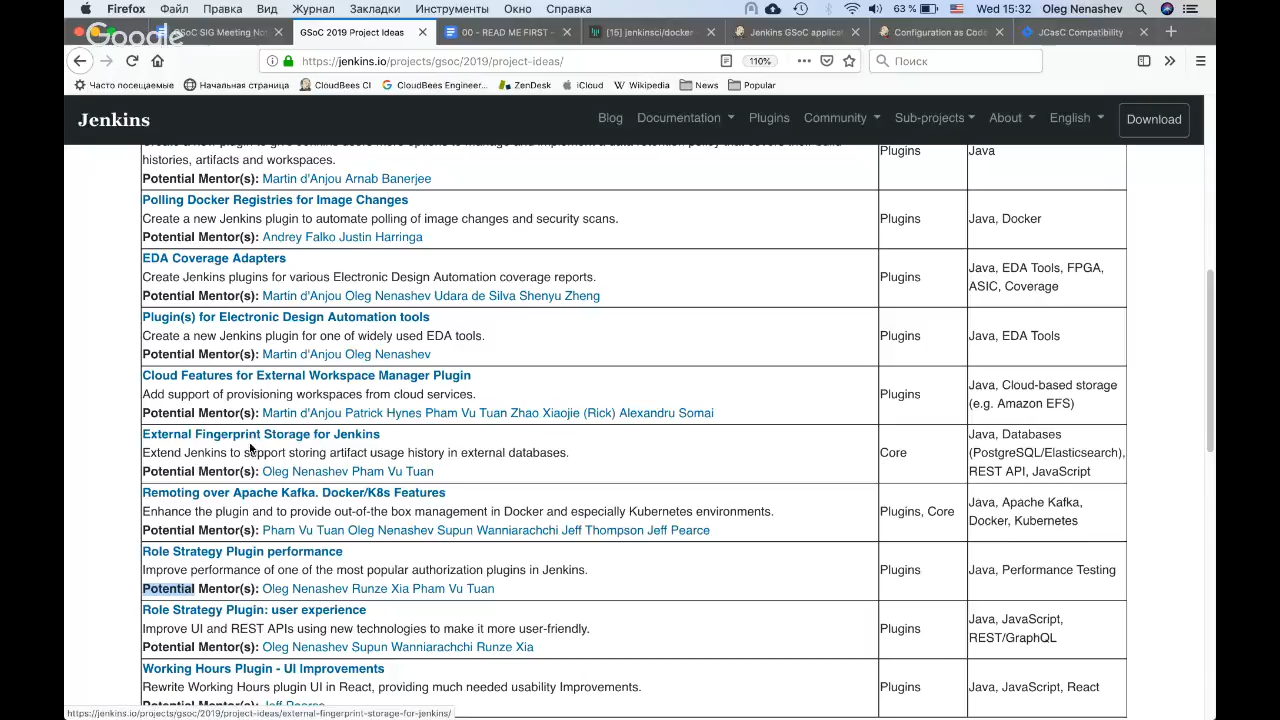 Firefox Файл Правка Вид Журнал Закладки Инструменты Окно Справка 63 % Wed 15:32 Oleg Nenashev
Google
GSoC SIG Meeting Not GSoC 2019 Project Ideas 00 - READ ME FIRST - [15] jenkinsci/docker Jenkins GSoC applicat Configuration as Code JCasC Compatibility -
https://jenkins.io/projects/gsoc/2019/project-ideas/ 110% Поиск
Часто посещаемые Начальная страница CloudBees CI CloudBees Engineer... ZenDesk iCloud Wikipedia News Popular
Jenkins Blog Documentation Plugins Community Sub-projects About English Download
histories, artifacts and workspaces. Plugins Java
Potential Mentor(s): Martin d'Anjou Arnab Banerjee
Polling Docker Registries for Image Changes
Create a new Jenkins plugin to automate polling of image changes and security scans. Plugins Java, Docker
Potential Mentor(s): Andrey Falko Justin Harringa
EDA Coverage Adapters
Create Jenkins plugins for various Electronic Design Automation coverage reports. Plugins Java, EDA Tools, FPGA,
ASIC, Coverage
Potential Mentor(s): Martin d'Anjou Oleg Nenashev Udara de Silva Shenyu Zheng
Plugin(s) for Electronic Design Automation tools
Create a new Jenkins plugin for one of widely used EDA tools. Plugins Java, EDA Tools
Potential Mentor(s): Martin d'Anjou Oleg Nenashev
Cloud Features for External Workspace Manager Plugin
Add support of provisioning workspaces from cloud services. Plugins Java, Cloud-based storage
(e.g. Amazon EFS)
Potential Mentor(s): Martin d'Anjou Patrick Hynes Pham Vu Tuan Zhao Xiaojie (Rick) Alexandru Somai
External Fingerprint Storage for Jenkins
Extend Jenkins to support storing artifact usage history in external databases. Core Java, Databases
(PostgreSQL/Elasticsearch),
REST API, JavaScript
Potential Mentor(s): Oleg Nenashev Pham Vu Tuan
Remoting over Apache Kafka. Docker/K8s Features
Enhance the plugin and to provide out-of-the box management in Docker and especially Kubernetes environments. Plugins, Core Java, Apache Kafka,
Docker, Kubernetes
Potential Mentor(s): Pham Vu Tuan Oleg Nenashev Supun Wanniarachchi Jeff Thompson Jeff Pearce
Role Strategy Plugin performance
Improve performance of one of the most popular authorization plugins in Jenkins. Plugins Java, Performance Testing
Potential Mentor(s): Oleg Nenashev Runze Xia Pham Vu Tuan
Role Strategy Plugin: user experience
Improve UI and REST APIs using new technologies to make it more user-friendly. Plugins Java, JavaScript,
REST/GraphQL
Potential Mentor(s): Oleg Nenashev Supun Wanniarachchi Runze Xia
Working Hours Plugin - UI Improvements
Rewrite Working Hours plugin UI in React, providing much needed usability Improvements. Plugins Java, JavaScript, React
Potential Mentor(s): Jeff Pearce
https://jenkins.io/projects/gsoc/2019/project-ideas/external-fingerprint-storage-for-jenkins/